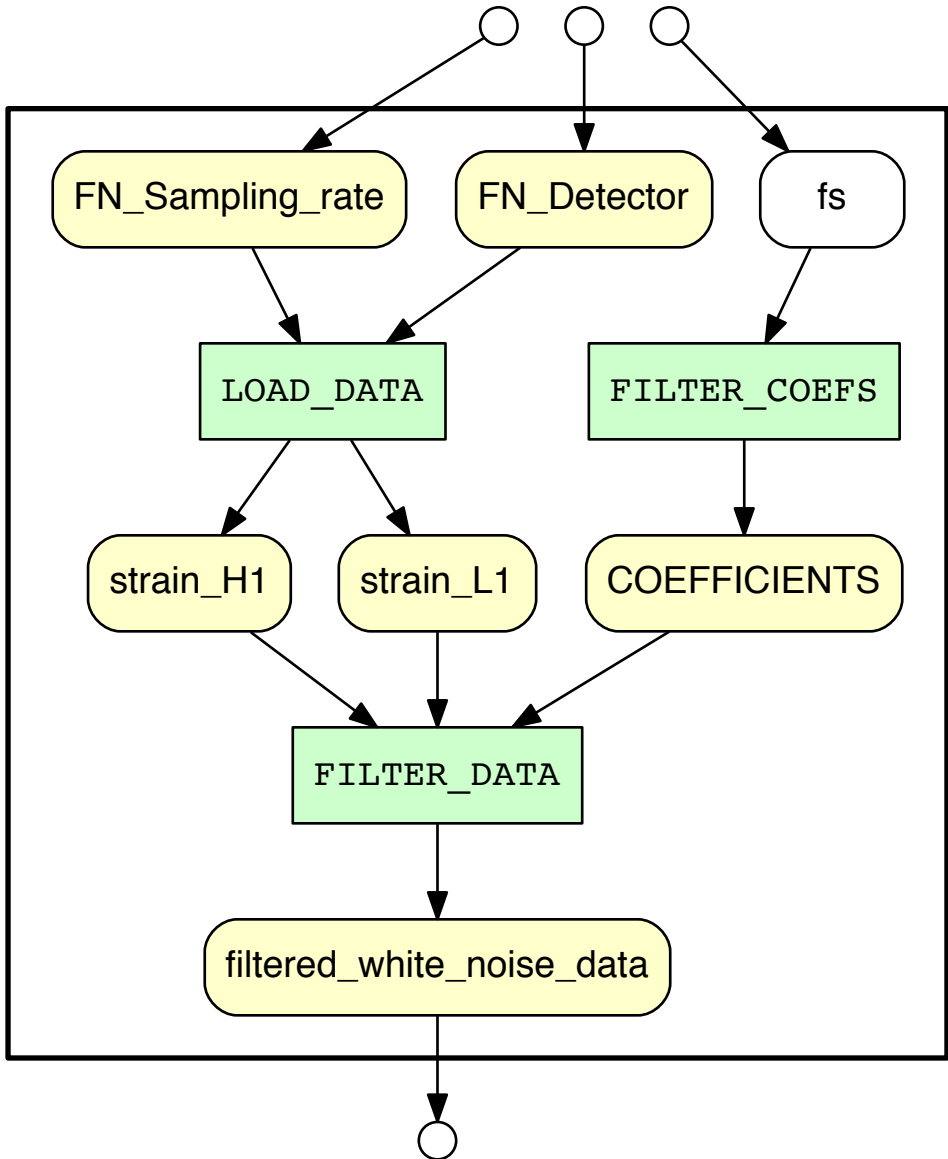 FN_Sampling_rate
FN_Detector
fs
LOAD_DATA
FILTER_COEFS
strain_H1
strain_L1
COEFFICIENTS
FILTER_DATA
filtered_white_noise_data